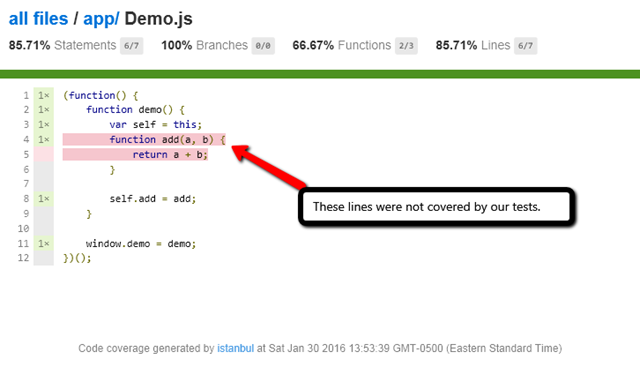 all files / app/ Demo.js
85.71% Statements 6/7 100% Branches 0/0 66.67% Functions 2/3 85.71% Lines 6/7
1 1× (function() {
2 1× function demo() {
3 1× var self = this;
4 1× function add(a, b) {
5 return a + b;
6 }
7
8 1× self.add = add;
9 }
10
11 1× window.demo = demo;
12 })();
These lines were not covered by our tests.
Code coverage generated by istanbul at Sat Jan 30 2016 13:53:39 GMT-0500 (Eastern Standard Time)